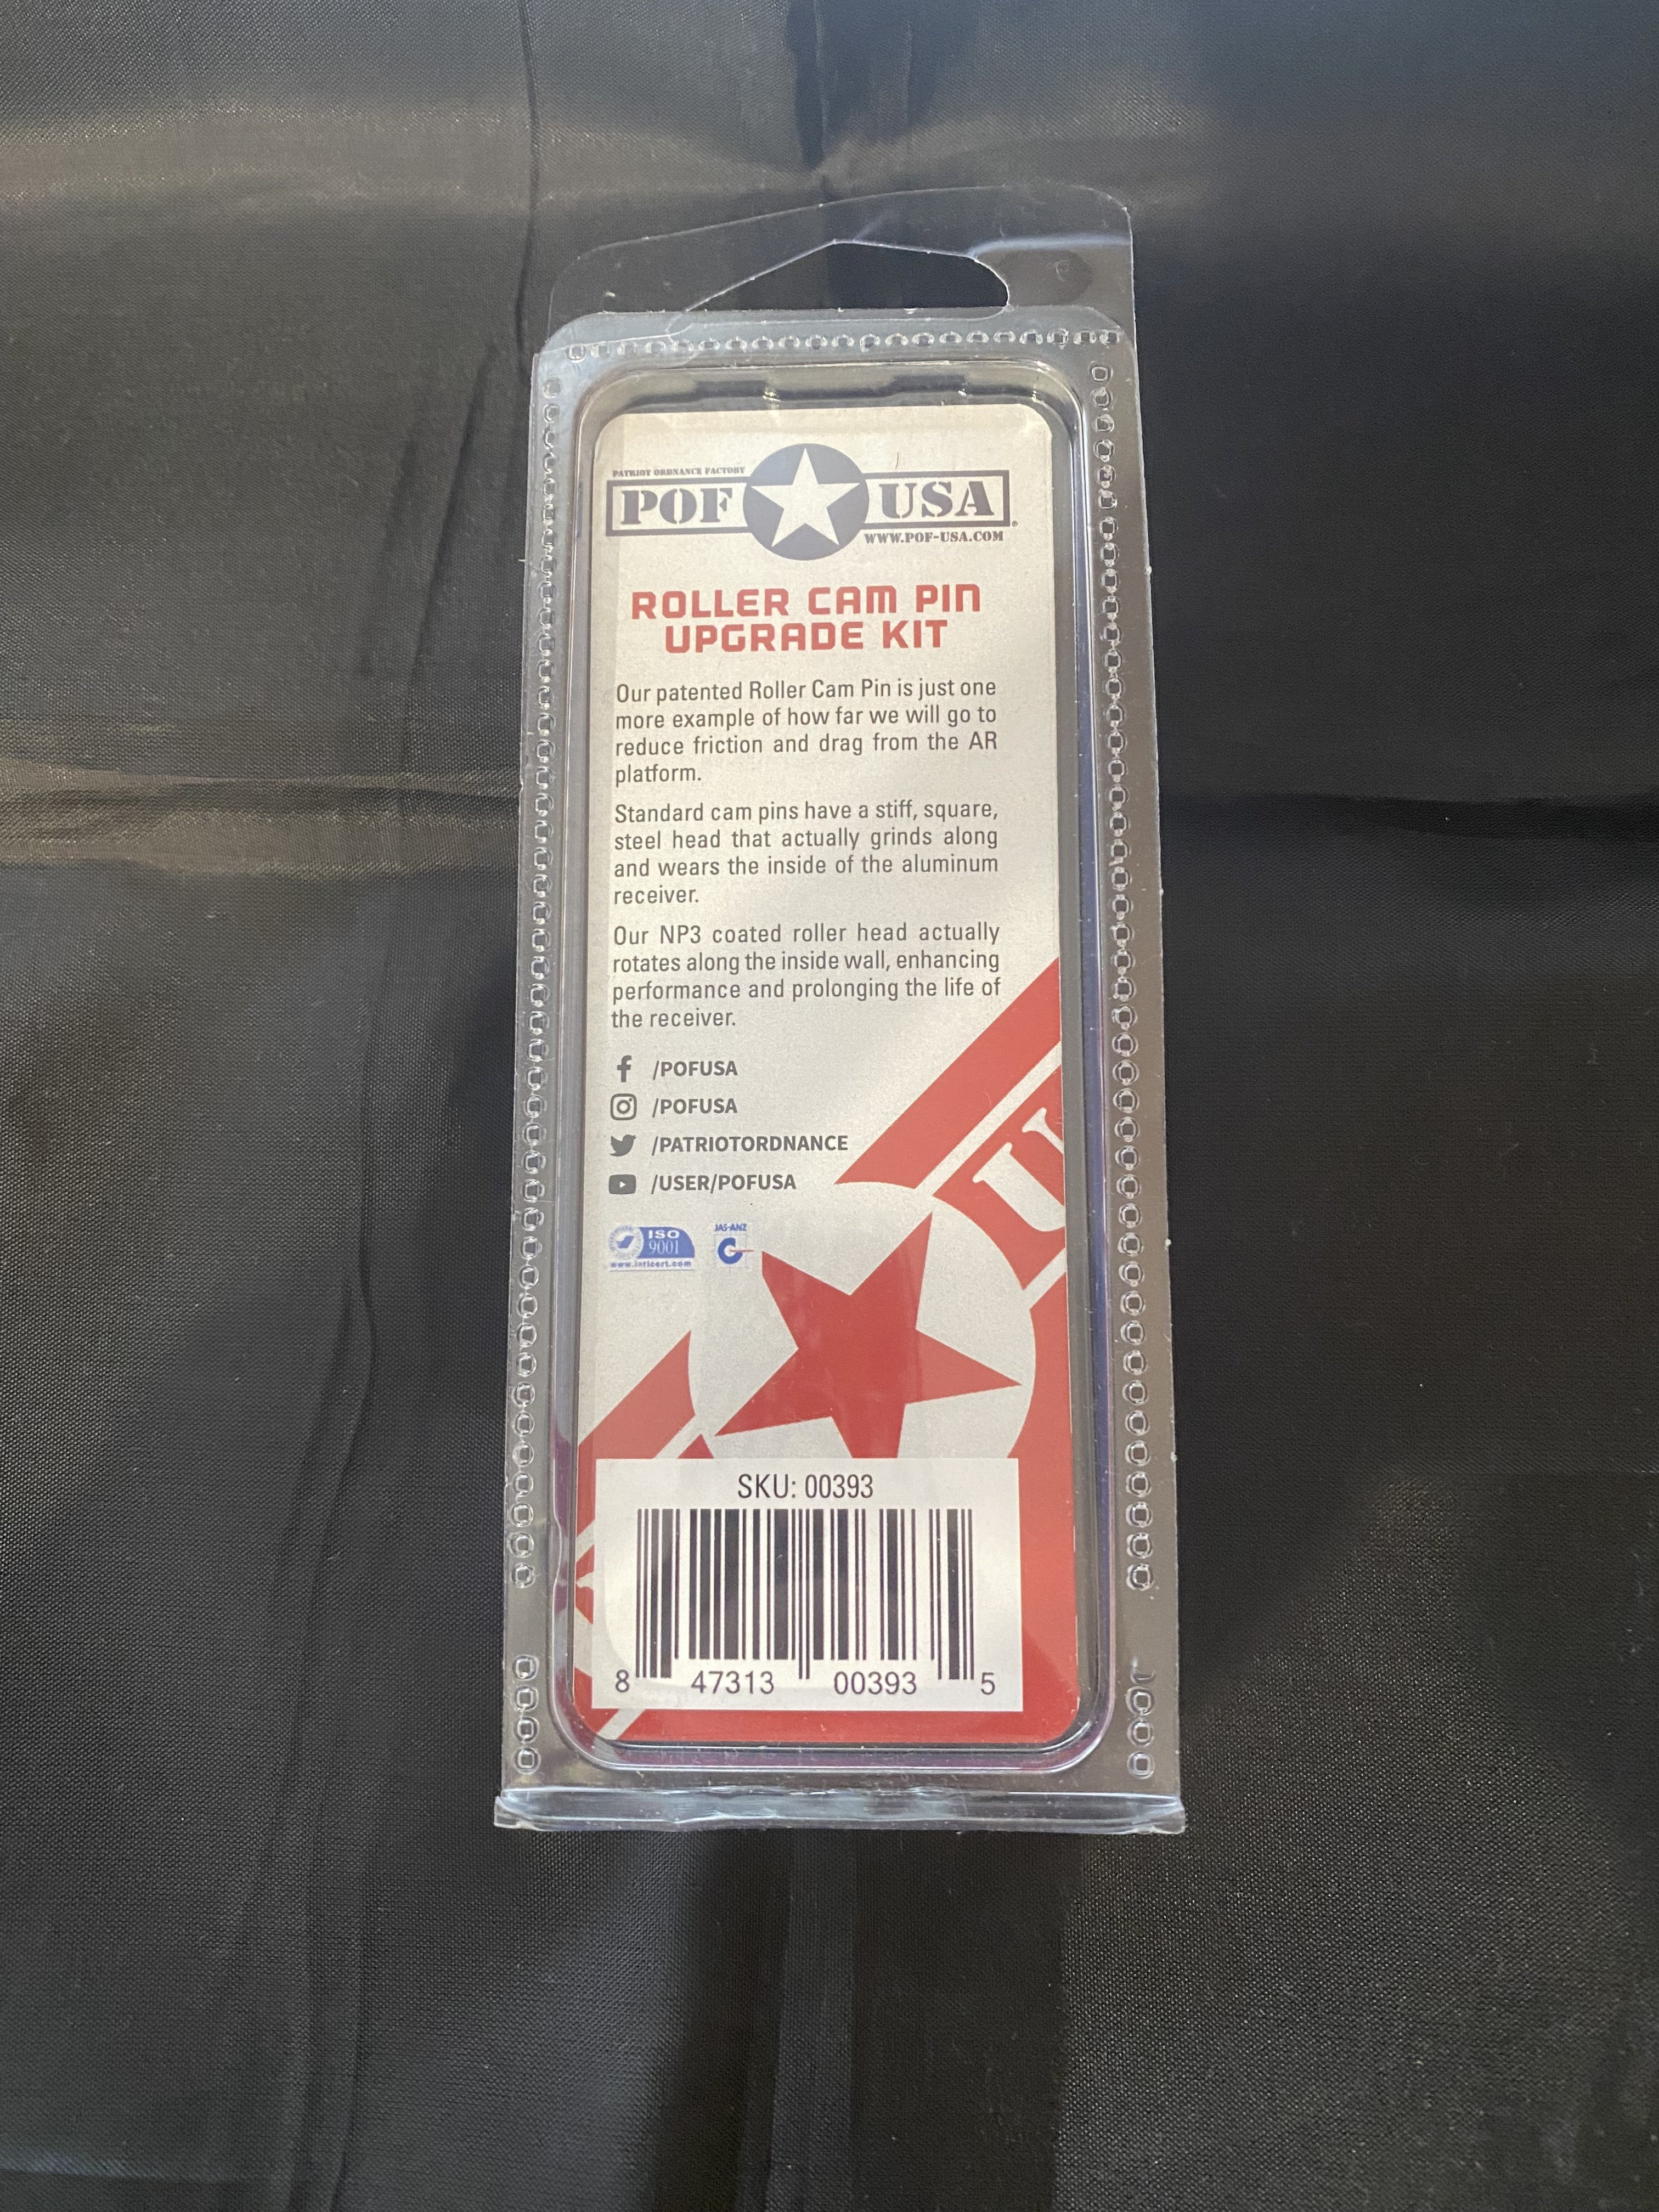 PATRIOT ORDNANCE FACTORY
POF USA®
WWW.POF-USA.COM
ROLLER CAM PIN
UPGRADE KIT
Our patented Roller Cam Pin is just one
more example of how far we will go to
reduce friction and drag from the AR
platform.
Standard cam pins have a stiff, square,
steel head that actually grinds along
and wears the inside of the aluminum
receiver.
Our NP3 coated roller head actually
rotates along the inside wall, enhancing
performance and prolonging the life of
the receiver.
/POFUSA
/POFUSA
/PATRIOTORDNANCE
/USER/POFUSA
ISO
9001
www.intlcert.com
JAS-ANZ
U
SKU: 00393
8 47313 00393 5